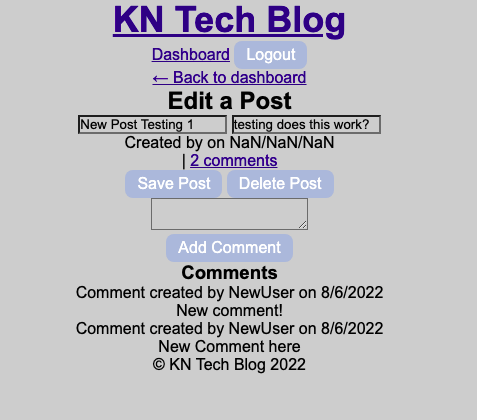 KN Tech Blog
Dashboard Logout
← Back to dashboard
Edit a Post
New Post Testing 1 testing does this work?
Created by on NaN/NaN/NaN
| 2 comments
Save Post Delete Post
Add Comment
Comments
Comment created by NewUser on 8/6/2022
New comment!
Comment created by NewUser on 8/6/2022
New Comment here
© KN Tech Blog 2022